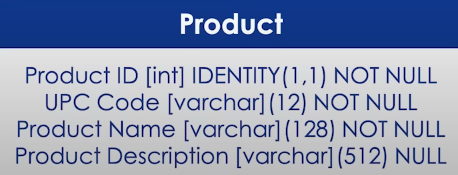 Product
Product ID [int] IDENTITY(1,1) NOT NULL
UPC Code [varchar](12) NOT NULL
Product Name [varchar](128) NOT NULL
Product Description [varchar](512) NULL